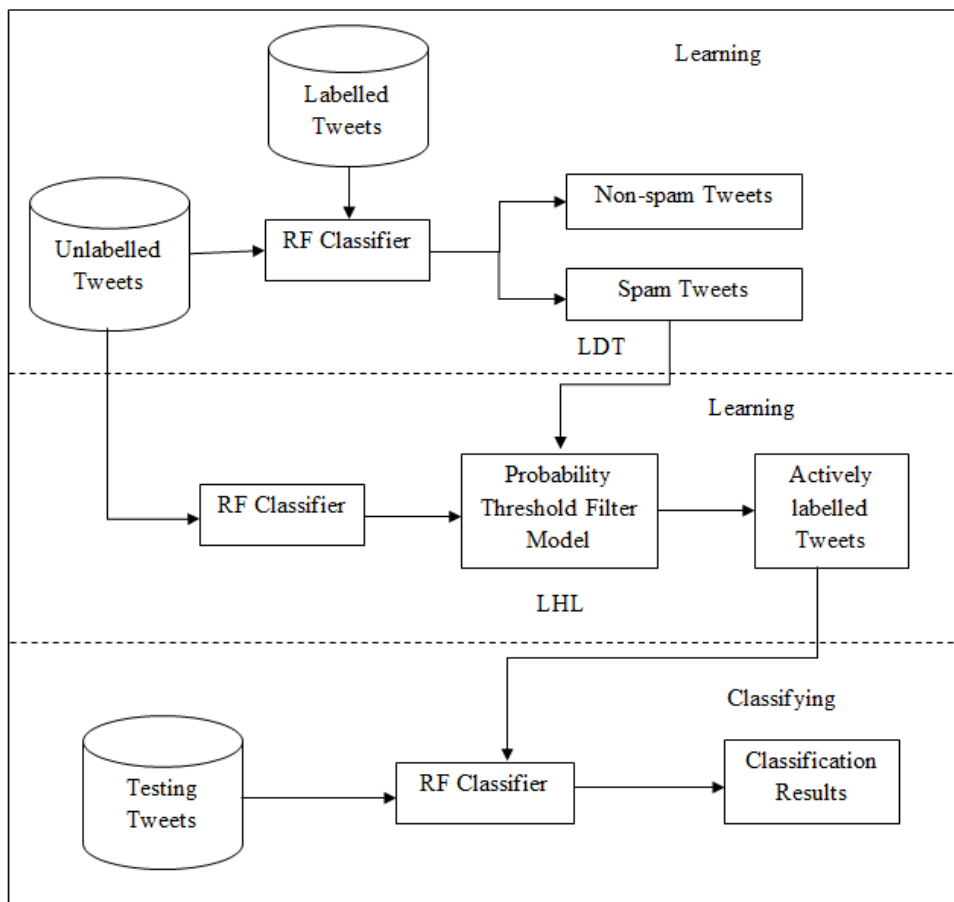 Learning
Labelled
Tweets
Non-spam Tweets
RF Classifier
Unlabelled
Tweets
Spam Tweets
LDT
Learning
Probability
Threshold Filter
Model
Actively
labelled
Tweets
RF Classifier
LHL
Classifying
Testing
Tweets
RF Classifier
Classification
Results